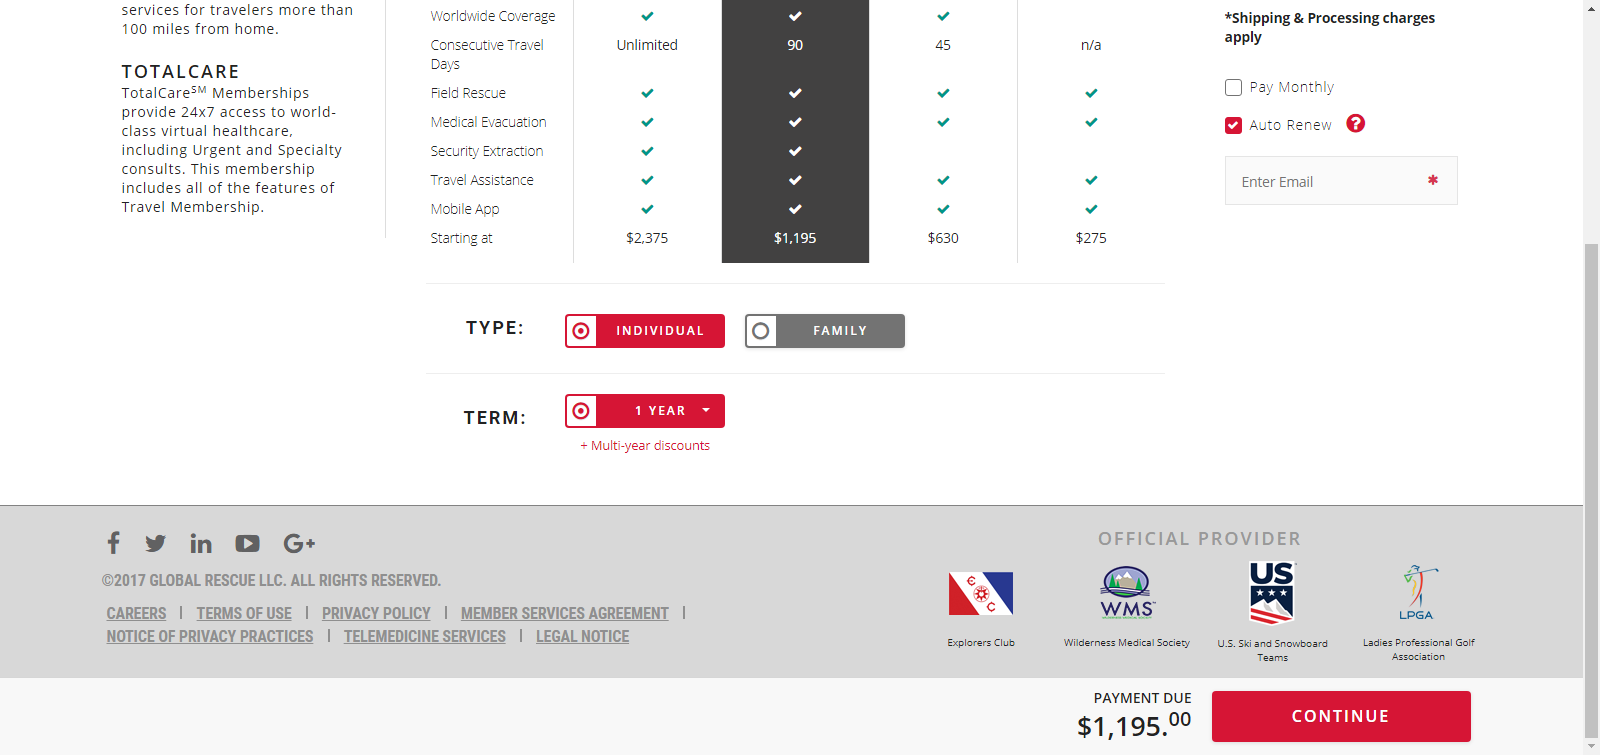 services for travelers more than
100 miles from home.
TOTALCARE
TotalCareSM Memberships
provide 24x7 access to world-
class virtual healthcare,
including Urgent and Specialty
consults. This membership
includes all of the features of
Travel Membership.
Worldwide Coverage
Consecutive Travel Unlimited 90 45 n/a
Days
Field Rescue
Medical Evacuation
Security Extraction
Travel Assistance
Mobile App
Starting at $2,375 $1,195 $630 $275
TYPE: INDIVIDUAL FAMILY
TERM: 1 YEAR
+ Multi-year discounts
*Shipping & Processing charges
apply
Pay Monthly
Auto Renew ?
Enter Email *
©2017 GLOBAL RESCUE LLC. ALL RIGHTS RESERVED.
CAREERS | TERMS OF USE | PRIVACY POLICY | MEMBER SERVICES AGREEMENT |
NOTICE OF PRIVACY PRACTICES | TELEMEDICINE SERVICES | LEGAL NOTICE
OFFICIAL PROVIDER
E C C
Explorers Club
WMS
Wilderness Medical Society
US
U.S. Ski and Snowboard
Teams
LPGA
Ladies Professional Golf
Association
PAYMENT DUE
$1,195.00
CONTINUE